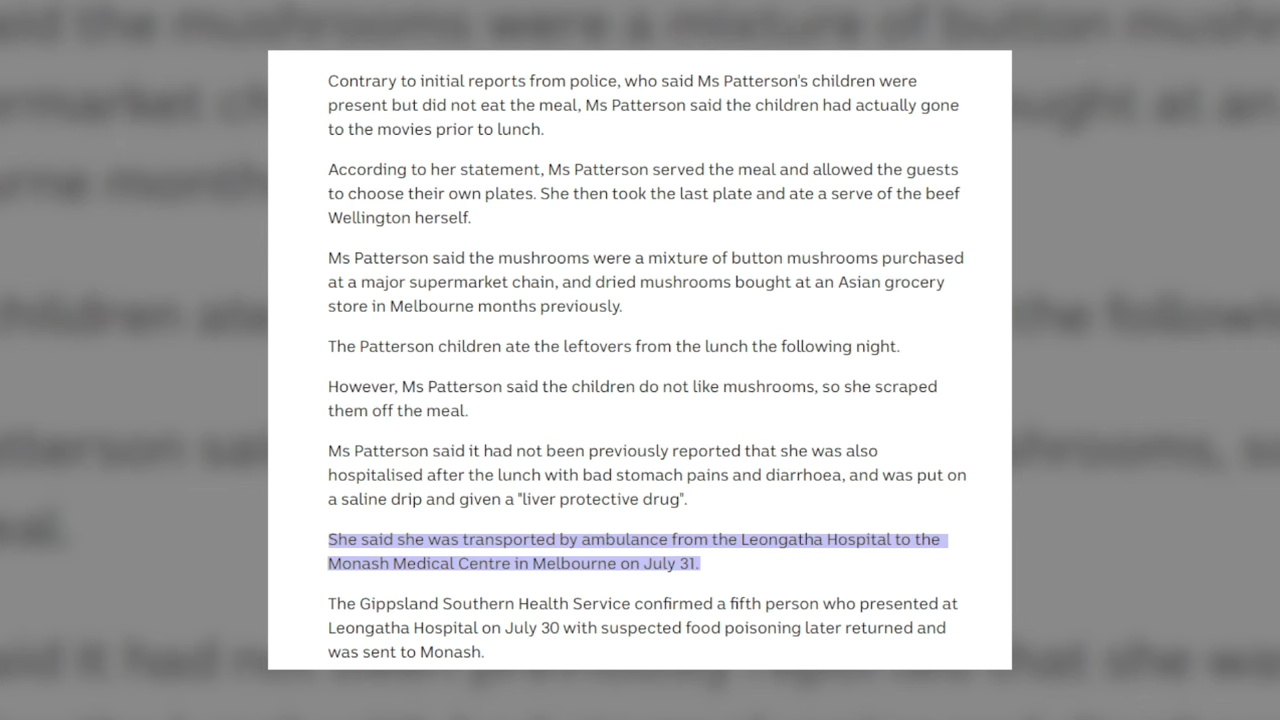 Contrary to initial reports from police, who said Ms Patterson's children were
present but did not eat the meal, Ms Patterson said the children had actually gone
to the movies prior to lunch.
According to her statement, Ms Patterson served the meal and allowed the guests
to choose their own plates. She then took the last plate and ate a serve of the beef
Wellington herself.
Ms Patterson said the mushrooms were a mixture of button mushrooms purchased
at a major supermarket chain, and dried mushrooms bought at an Asian grocery
store in Melbourne months previously.
The Patterson children ate the leftovers from the lunch the following night.
However, Ms Patterson said the children do not like mushrooms, so she scraped
them off the meal.
Ms Patterson said it had not been previously reported that she was also
hospitalised after the lunch with bad stomach pains and diarrhoea, and was put on
a saline drip and given a "liver protective drug".
She said she was transported by ambulance from the Leongatha Hospital to the
Monash Medical Centre in Melbourne on July 31.
The Gippsland Southern Health Service confirmed a fifth person who presented at
Leongatha Hospital on July 30 with suspected food poisoning later returned and
was sent to Monash.